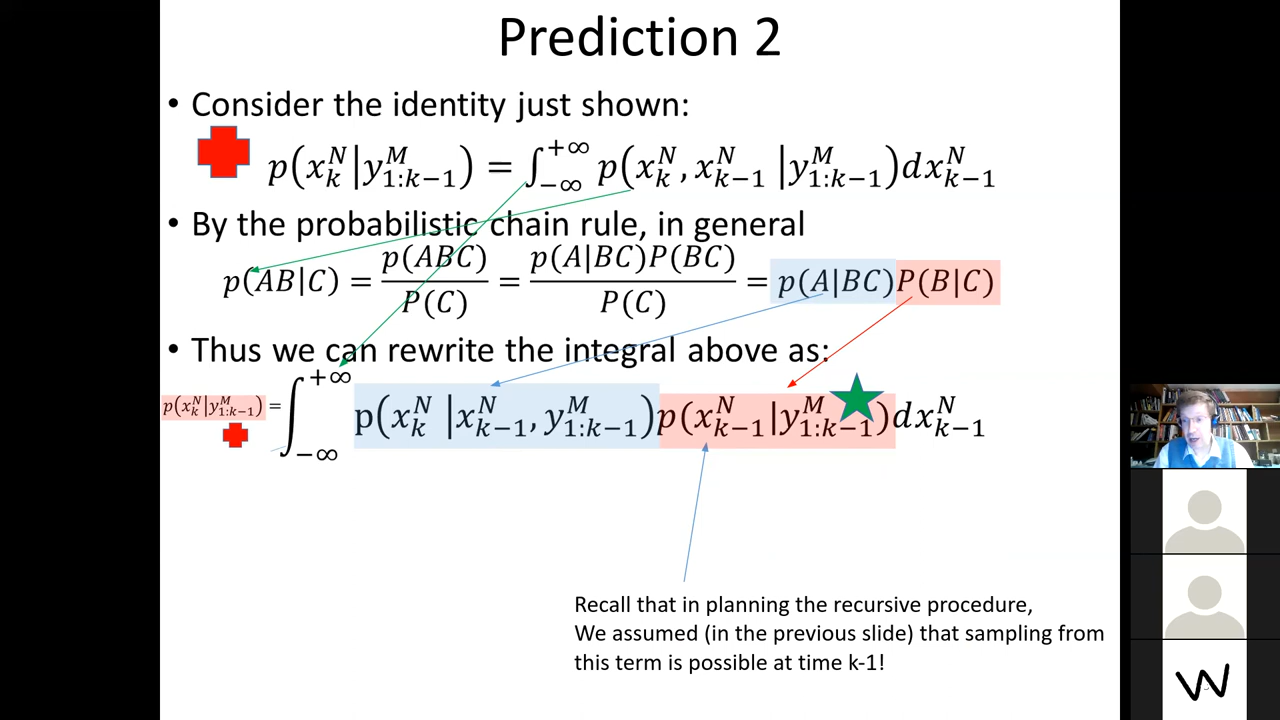 Prediction 2
• Consider the identity just shown:
p(x_k^N|y_{1:k−1}^M) = ∫_{−∞}^{+∞} p(x_k^N, x_{k−1}^N |y_{1:k−1}^M)dx_{k−1}^N
• By the probabilistic chain rule, in general
p(AB|C) = p(ABC)/P(C) = p(A|BC)P(BC)/P(C) = p(A|BC)P(B|C)
• Thus we can rewrite the integral above as:
p(x_k^N|y_{1:k−1}^M) = ∫_{−∞}^{+∞} p(x_k^N |x_{k−1}^N, y_{1:k−1}^M)p(x_{k−1}^N|y_{1:k−1}^M)dx_{k−1}^N
Recall that in planning the recursive procedure,
We assumed (in the previous slide) that sampling from
this term is possible at time k-1!
W